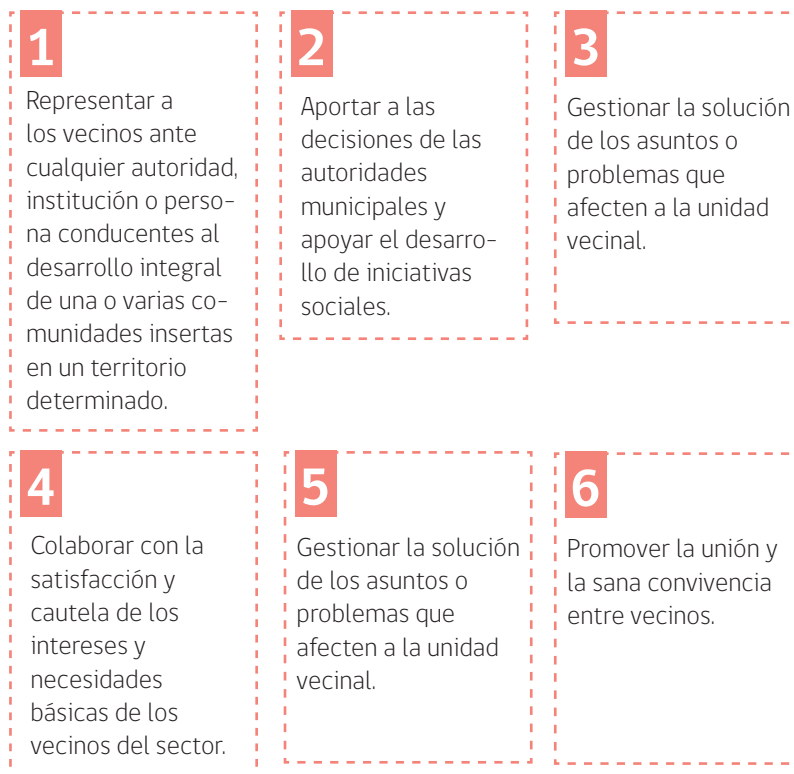 1
Representar a
los vecinos ante
cualquier autoridad,
institución o perso-
na conducentes al
desarrollo integral
de una o varias co-
munidades insertas
en un territorio
determinado.
2
Aportar a las
decisiones de las
autoridades
municipales y
apoyar el desarro-
llo de iniciativas
sociales.
3
Gestionar la solución
de los asuntos o
problemas que
afecten a la unidad
vecinal.
4
Colaborar con la
satisfacción y
cautela de los
intereses y
necesidades
básicas de los
vecinos del sector.
5
Gestionar la solución
de los asuntos o
problemas que
afecten a la unidad
vecinal.
6
Promover la unión y
la sana convivencia
entre vecinos.